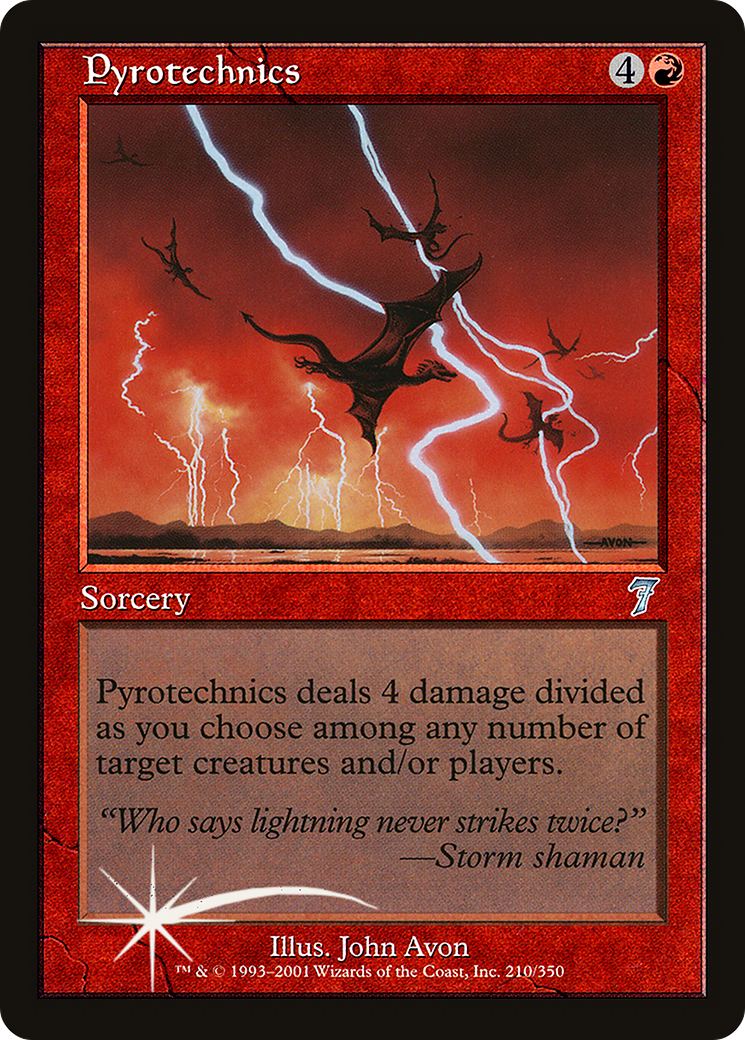 Pyrotechnics 4
AVON
Sorcery 7
Pyrotechnics deals 4 damage divided
as you choose among any number of
target creatures and/or players.
“Who says lightning never strikes twice?”
—Storm shaman
Illus. John Avon
™ & © 1993–2001 Wizards of the Coast, Inc. 210/350